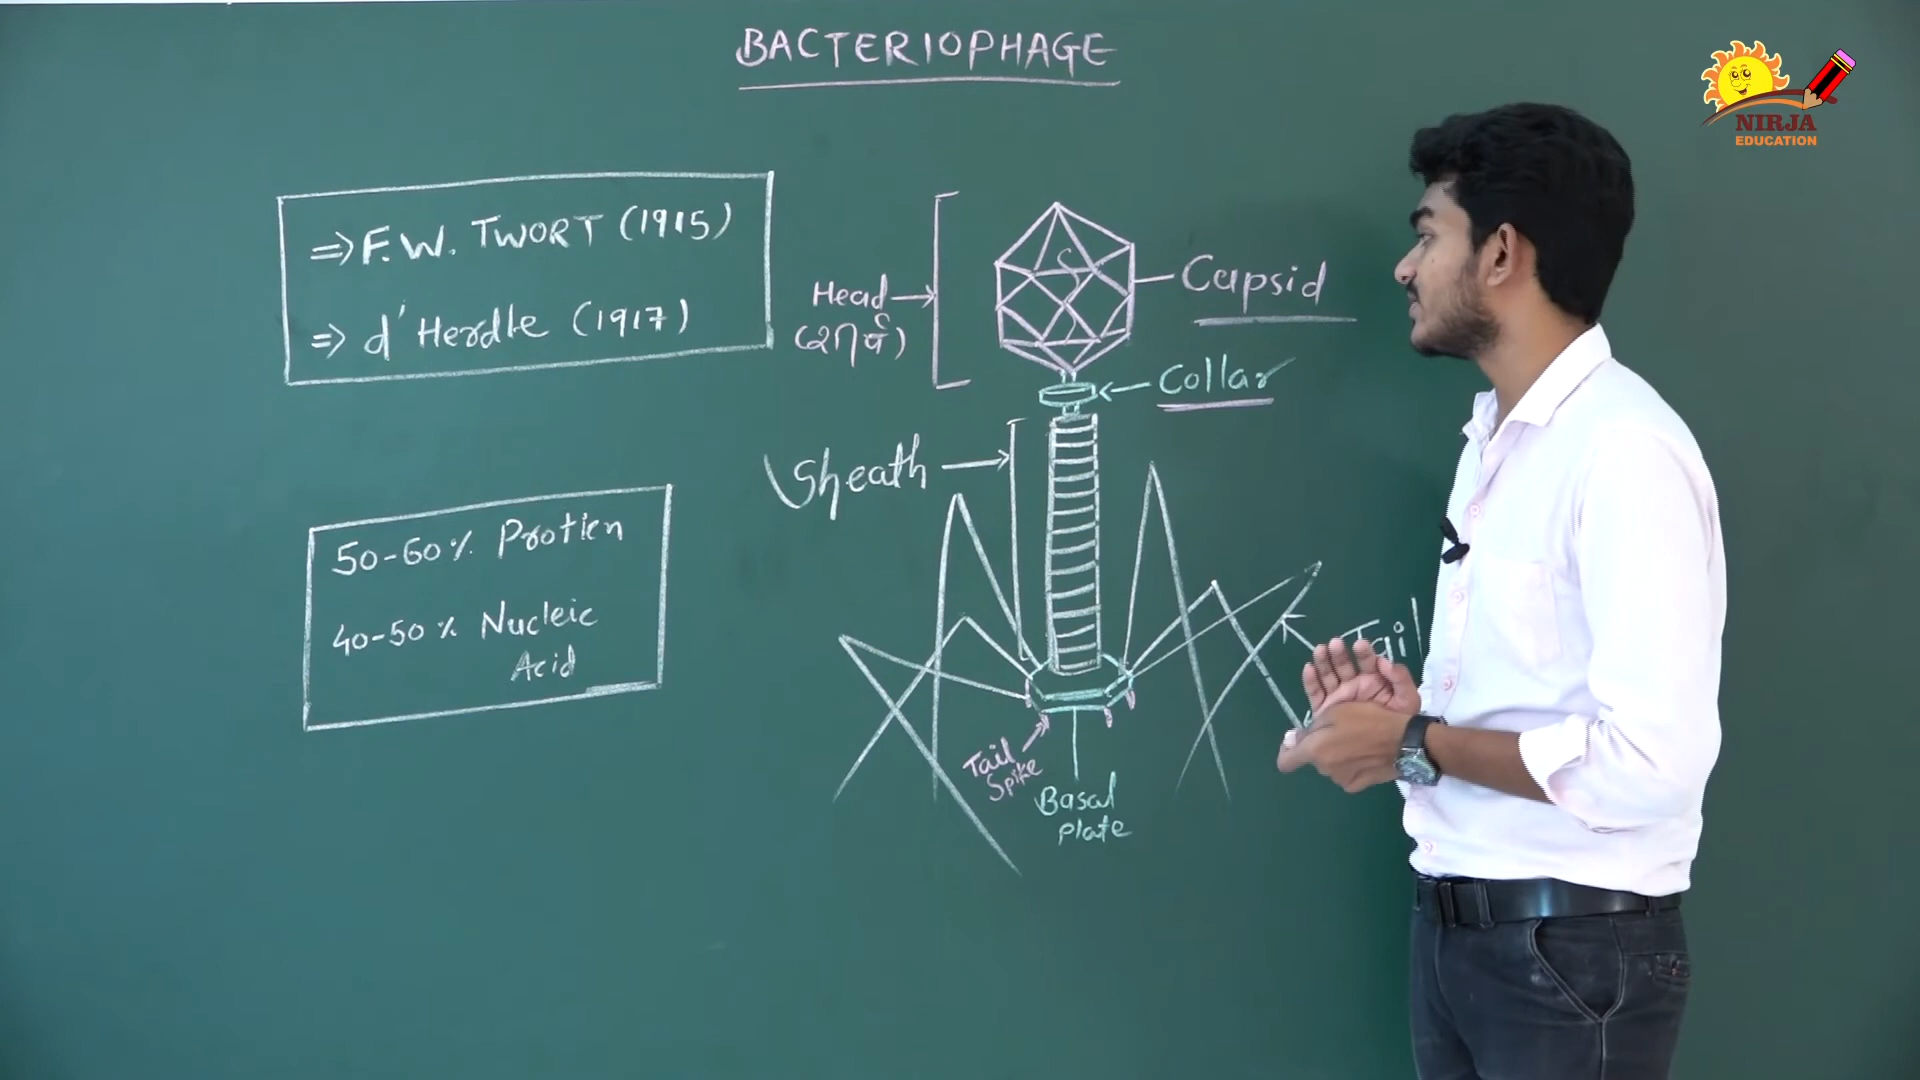 BACTERIOPHAGE
NIRJA
EDUCATION
⇒ F. W. TWORT (1915)
⇒ d'Herdle (1917)
Head
Capsid
Collar
Sheath
50-60% Protien
40-50% Nucleic
Acid
Tail
Tail
Spike
Basal
Plate